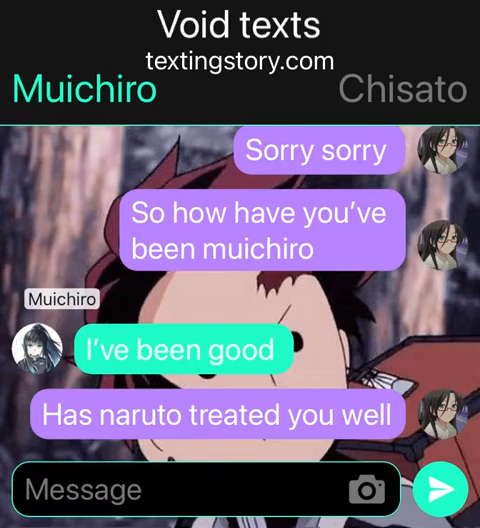 Void texts
textingstory.com
Muichiro Chisato
Sorry sorry
So how have you've
been muichiro
Muichiro
I've been good
Has naruto treated you well
Message